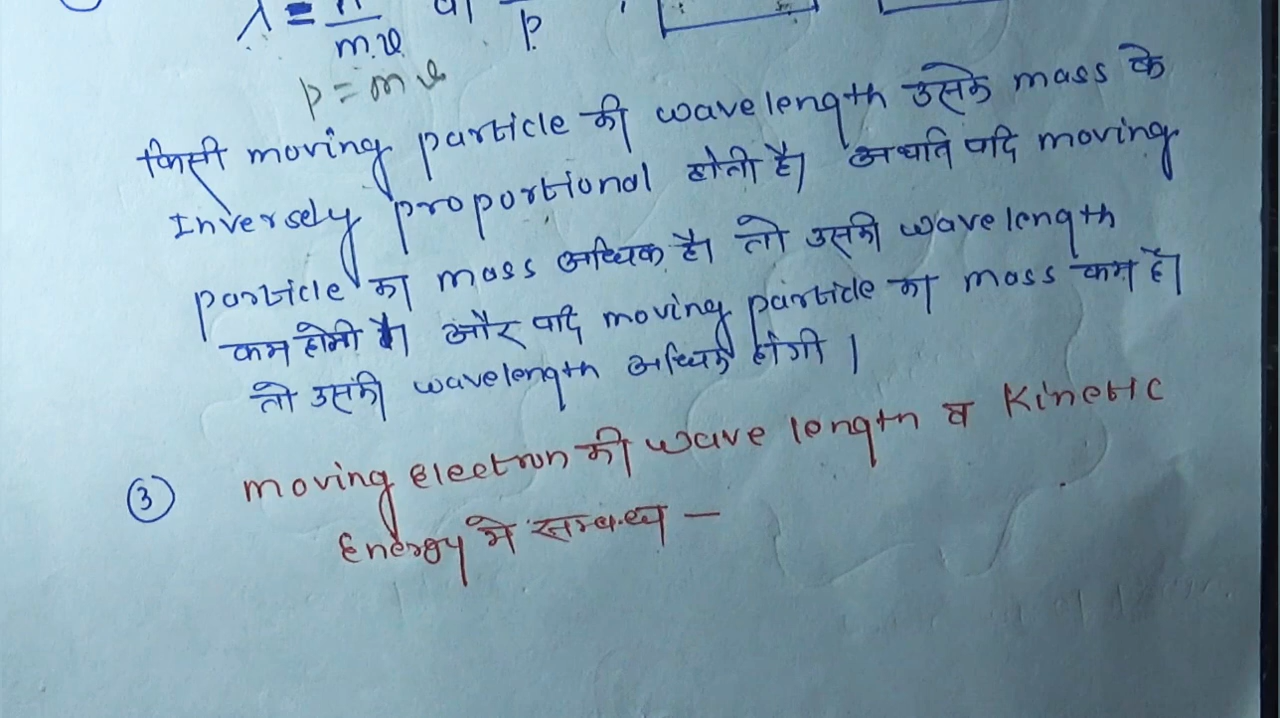 λ = h/m.v या /p
p = mv
किसी moving particle की wavelength उसके mass के
Inversely proportional होती है। अर्थात यदि moving
particle का mass अधिक है। तो उसकी wavelength
कम होगी है। और यदि moving particle का mass कम है।
तो उसकी wavelength अधिक होगी।
③ moving electron की wave length व Kinetic
Energy मे सम्बन्ध —